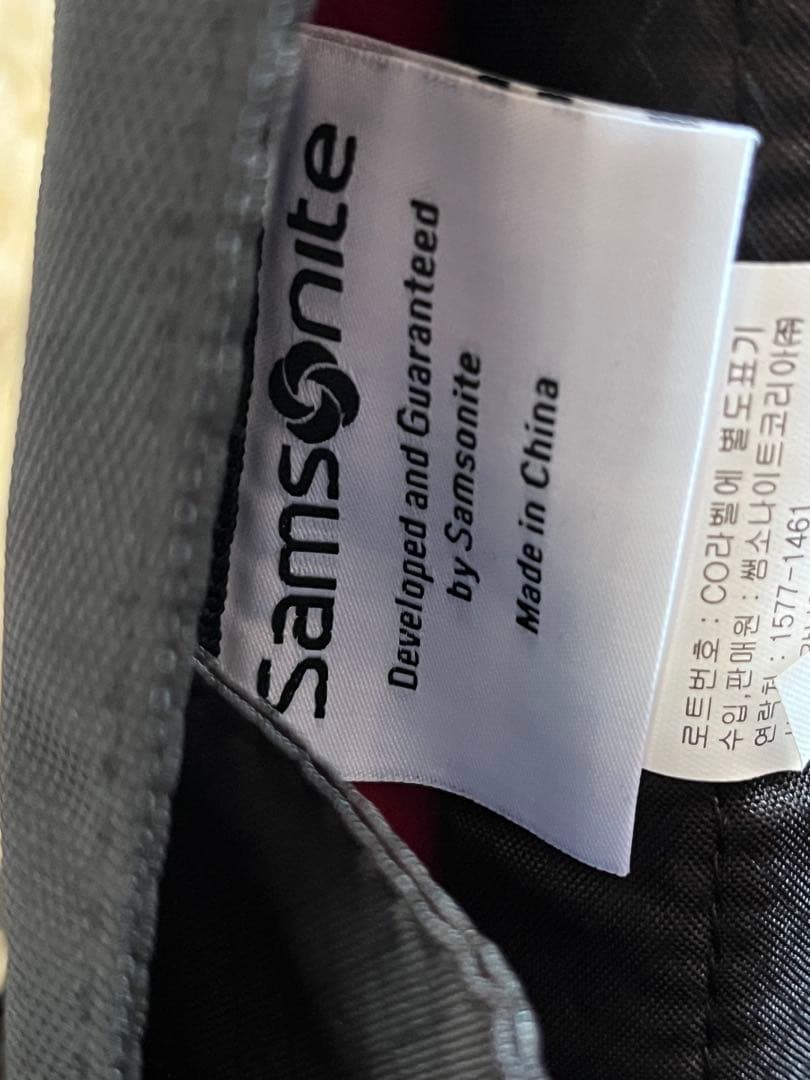 Samsonite
Developed and Guaranteed
by Samsonite
Made in China
로트번호 : CO라벨에 별도표기
수입,판매원 : 쌤소나이트코리아㈜
연락처 : 1577-1461